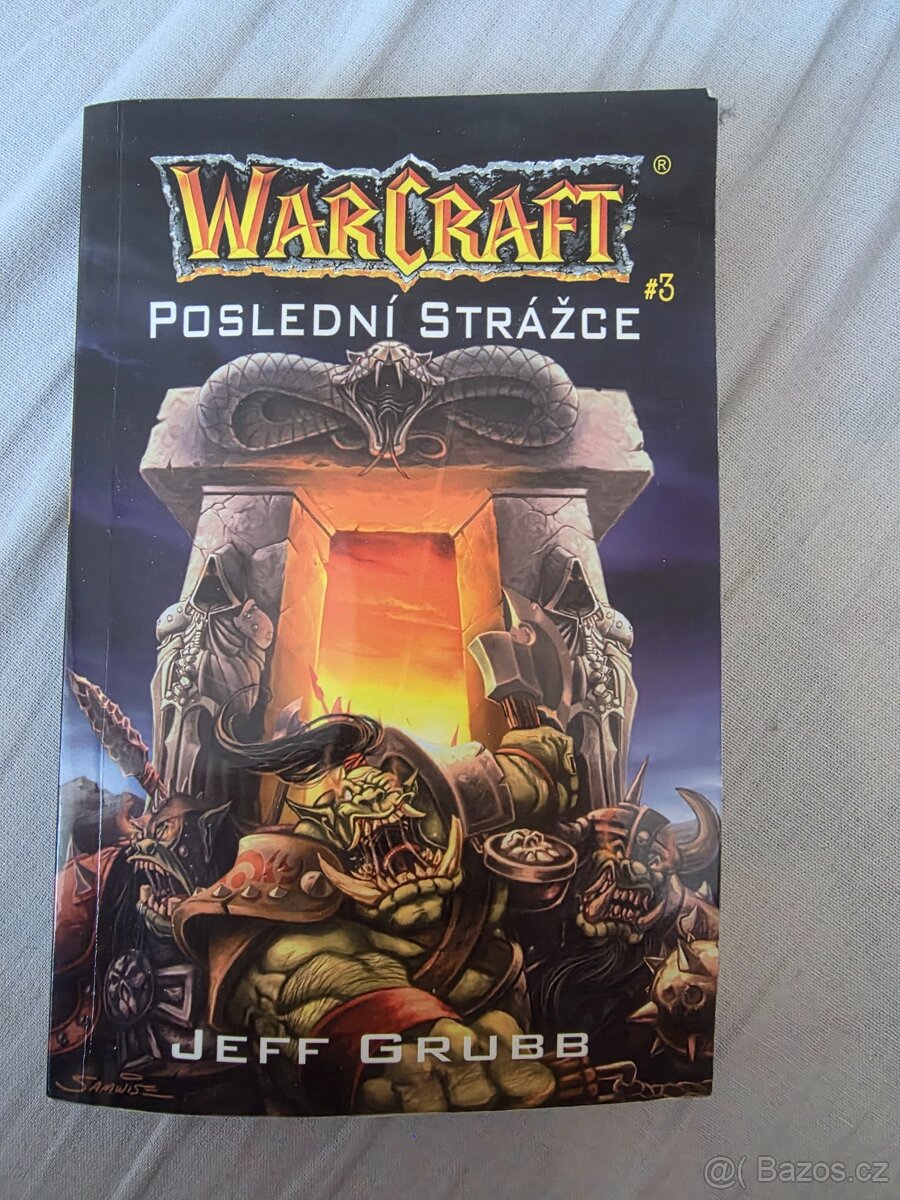 WARCRAFT ®
#3
POSLEDNÍ STRÁŽCE
JEFF GRUBB
SAMWISE
@( Bazos.cz